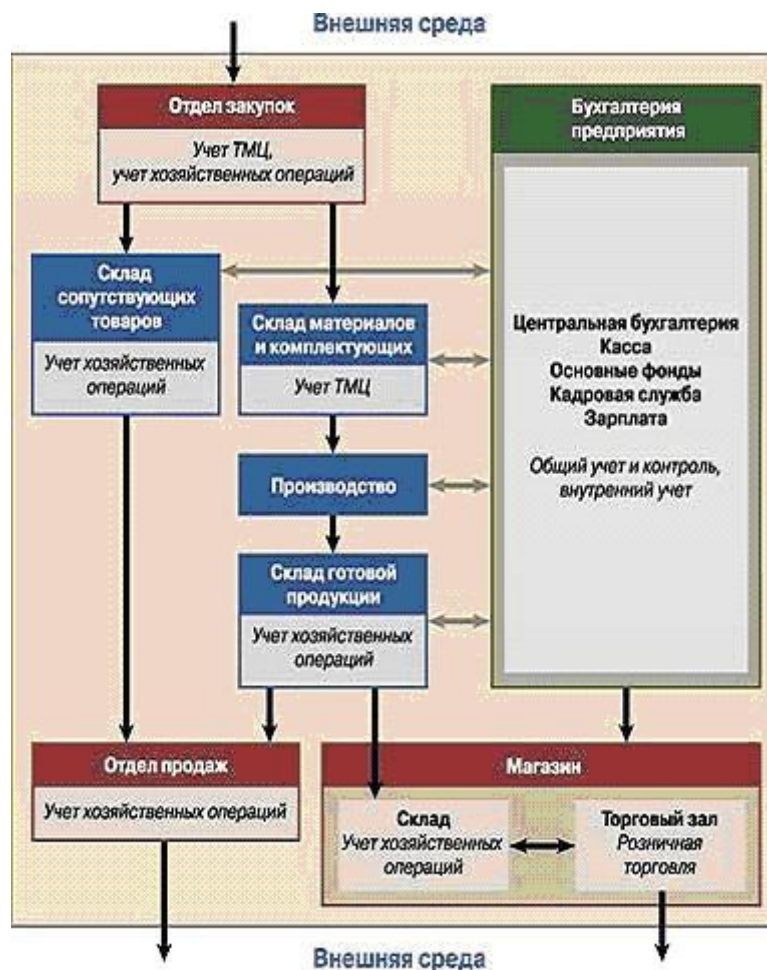 Внешняя среда
Отдел закупок
Учет ТМЦ,
учет хозяйственных операций
Бухгалтерия
предприятия
Склад
сопутствующих
товаров
Учет хозяйственных
операций
Склад материалов
и комплектующих
Учет ТМЦ
Центральная бухгалтерия
Касса
Основные фонды
Кадровая служба
Зарплата
Общий учет и контроль,
внутренний учет
Производство
Склад готовой
продукции
Учет хозяйственных
операций
Отдел продаж
Учет хозяйственных операций
Магазин
Склад
Учет хозяйственных
операций
Торговый зал
Розничная
торговля
Внешняя среда